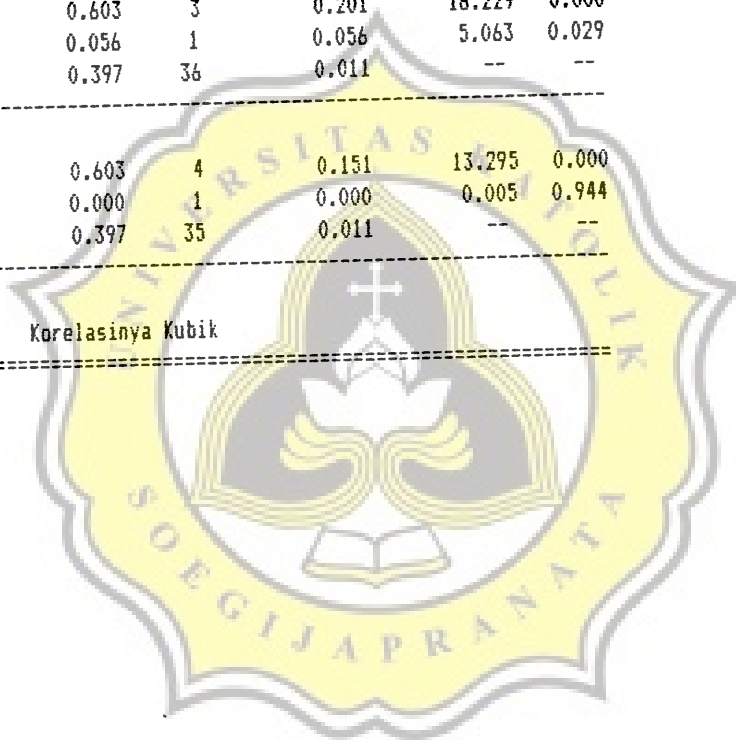 0.603 3 0.201 18.229 0.000
0.056 1 0.056 5.063 0.029
0.397 36 0.011 -- --
0.603 4 0.151 13.295 0.000
0.000 1 0.000 0.005 0.944
0.397 35 0.011 -- --
Korelasinya Kubik
UNIVERSITAS KATOLIK
SOEGIJAPRANATA